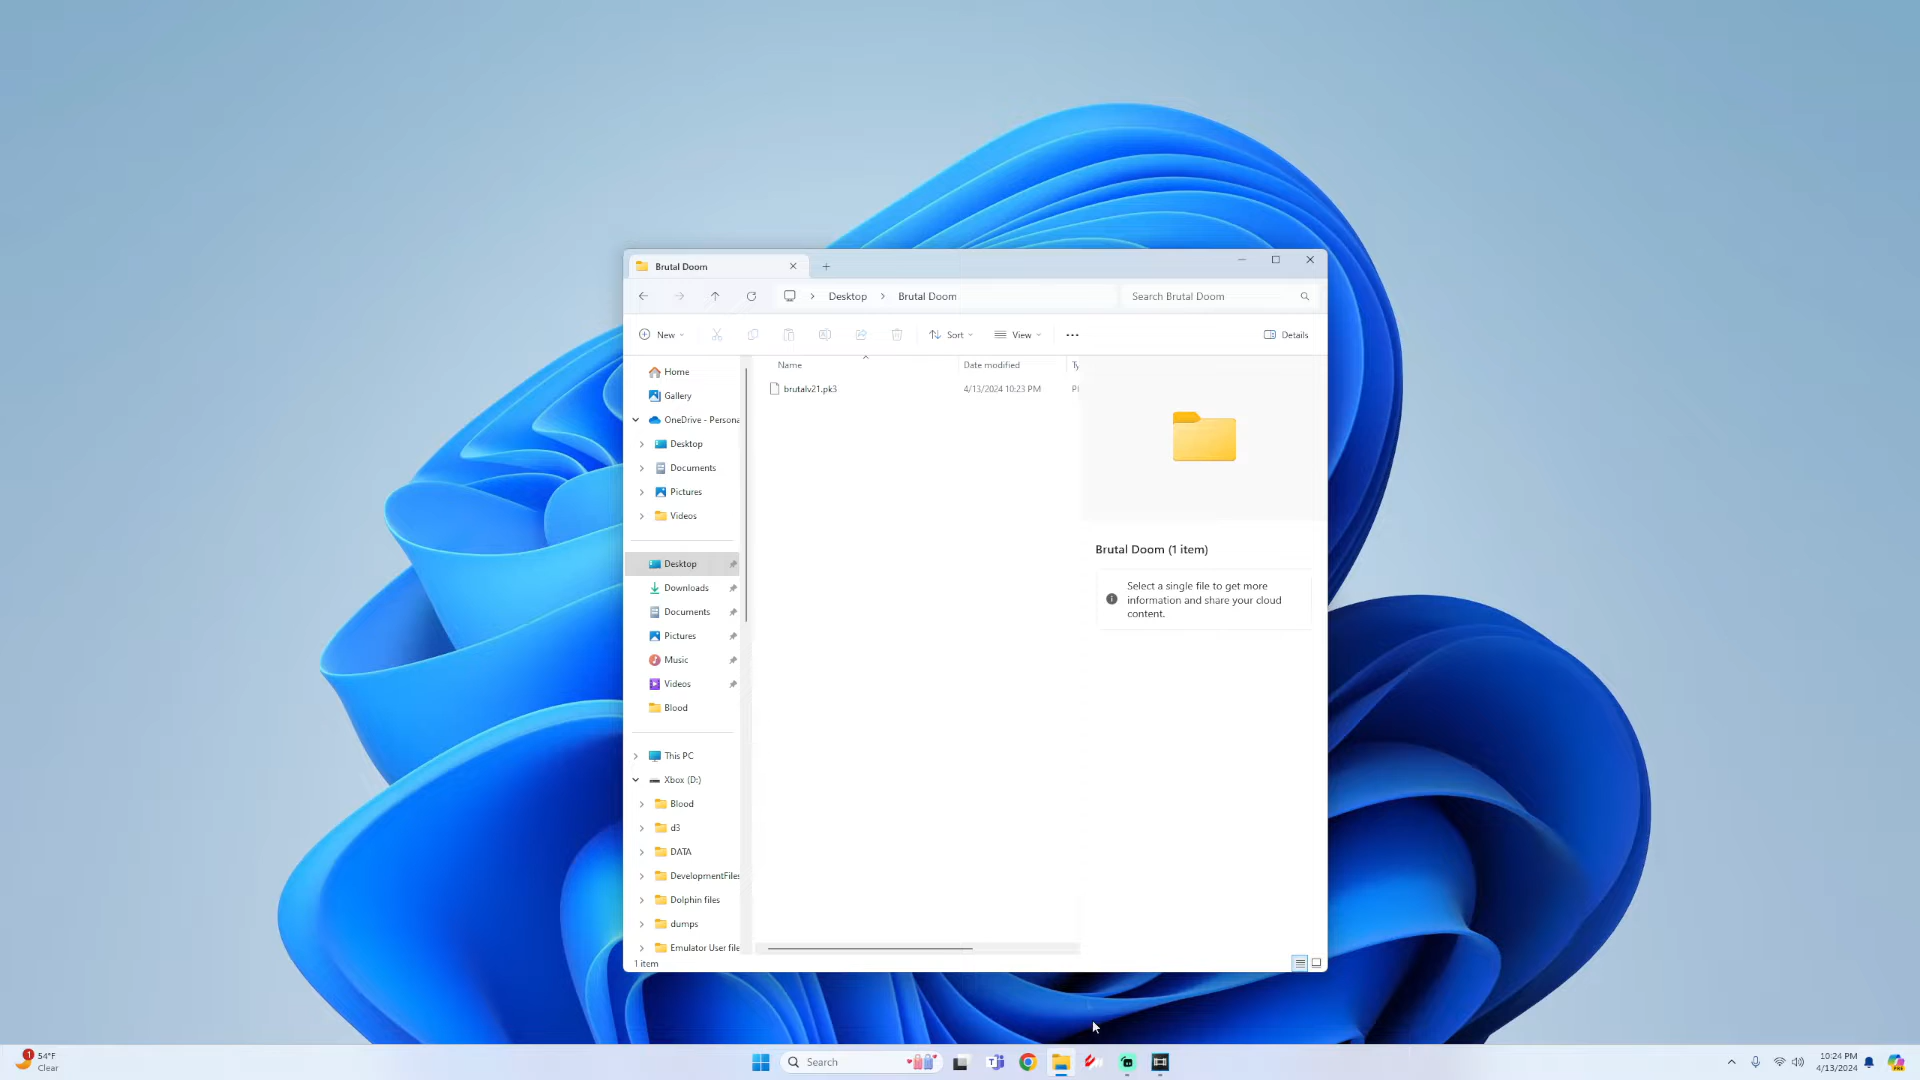 Brutal Doom
Desktop > Brutal Doom
Search Brutal Doom
New
Sort
View
Details
Name
Date modified
brutalv21.pk3
4/13/2024 10:23 PM
Home
Gallery
OneDrive - Persona
Desktop
Documents
Pictures
Videos
Desktop
Downloads
Documents
Pictures
Music
Videos
Blood
This PC
Xbox (D:)
Blood
d3
DATA
DevelopmentFiles
Dolphin files
dumps
Emulator User file
Brutal Doom (1 item)
Select a single file to get more
information and share your cloud
content.
1 item
1
54°F
Clear
Search
10:24 PM
4/13/2024